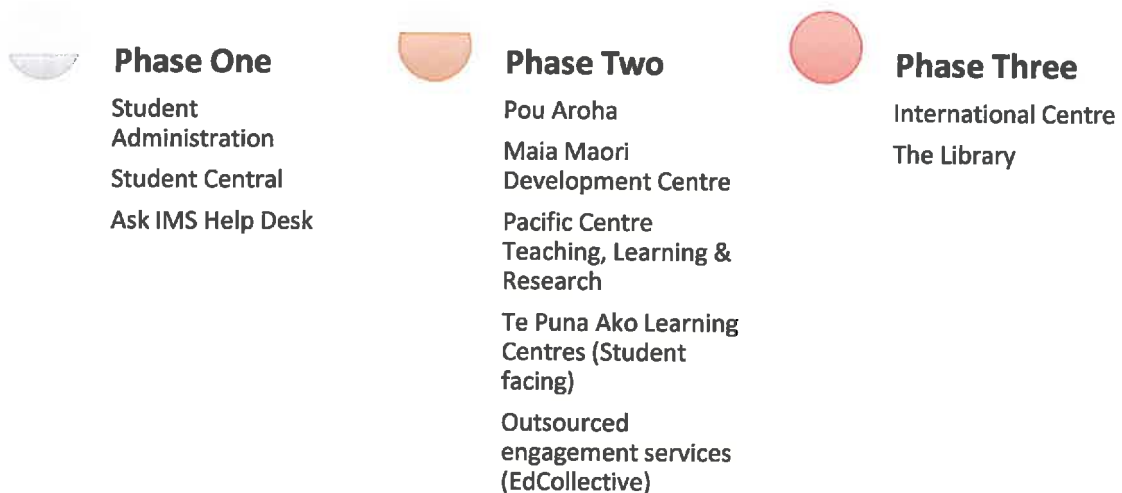 Phase One
Student
Administration
Student Central
Ask IMS Help Desk
Phase Two
Pou Aroha
Maia Maori
Development Centre
Pacific Centre
Teaching, Learning &
Research
Te Puna Ako Learning
Centres (Student
facing)
Outsourced
engagement services
(EdCollective)
Phase Three
International Centre
The Library